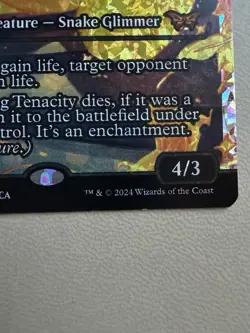 reature — Snake Glimmer
gain life, target opponent
n life.
g Tenacity dies, if it was a
n it to the battlefield under
trol. It's an enchantment.
ure.)
4/3
CA
™ & © 2024 Wizards of the Coast